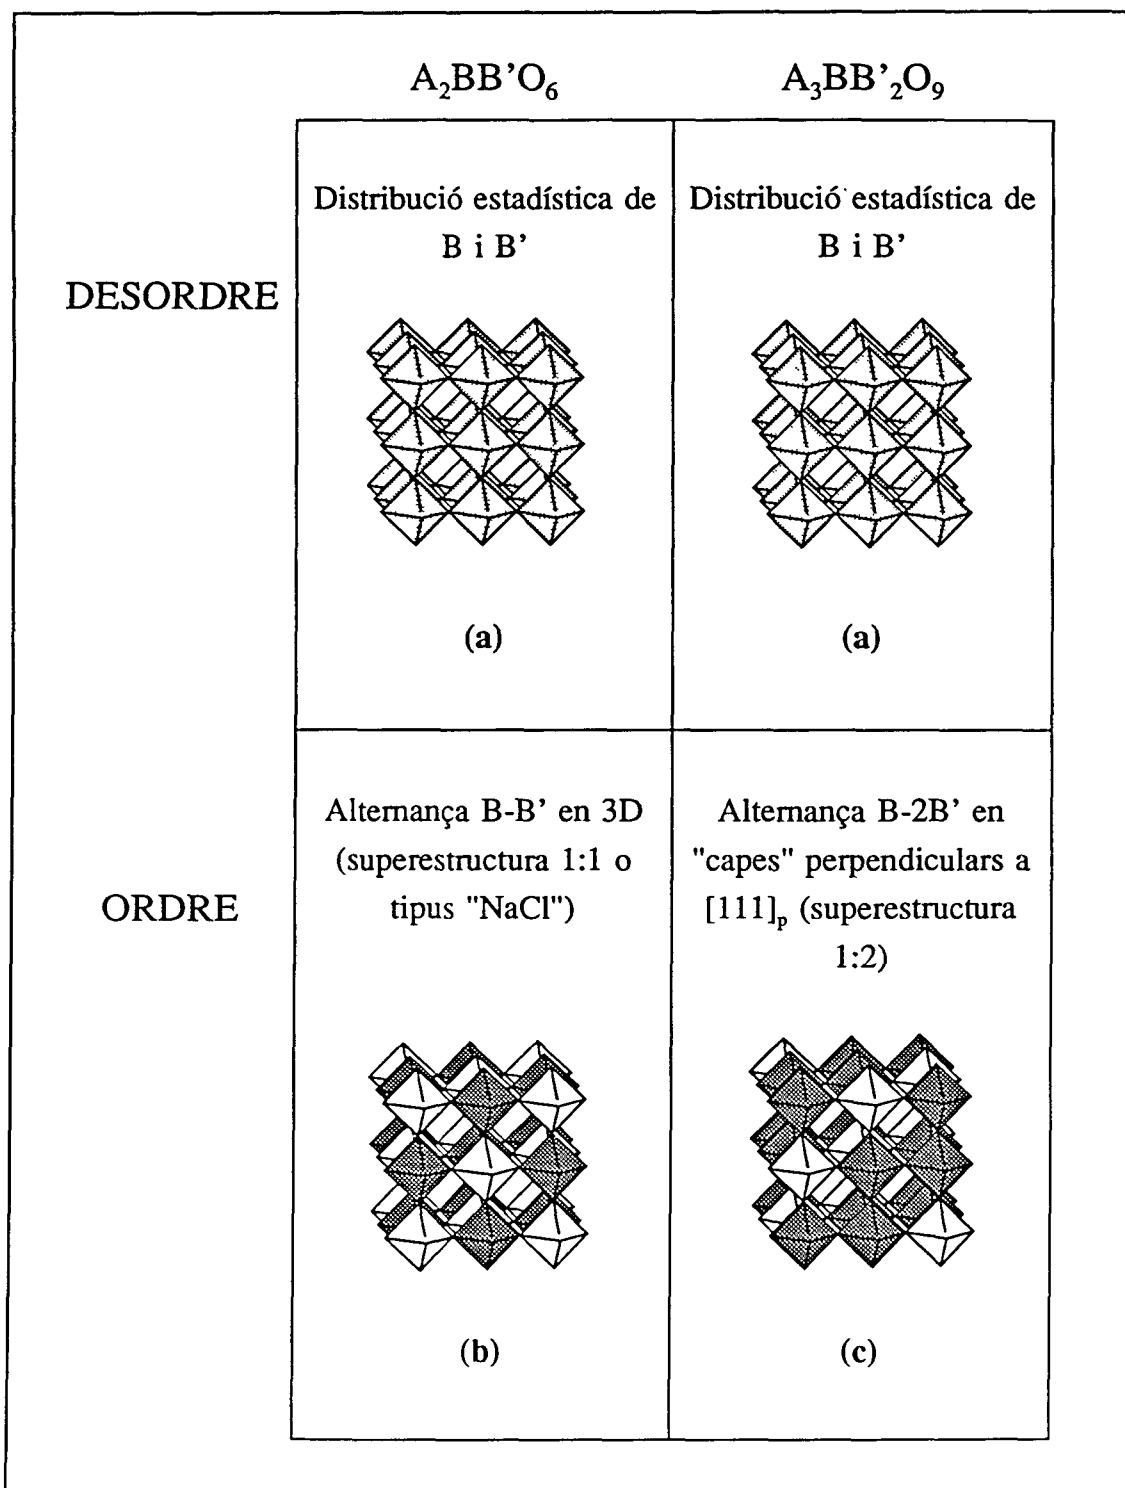 A₂BB’O₆
A₃BB’₂O₉
DESORDRE
Distribució estadística de
B i B’
(a)
Distribució estadística de
B i B’
(a)
ORDRE
Alternança B-B’ en 3D
(superestructura 1:1 o
tipus "NaCl")
(b)
Alternança B-2B’ en
"capes" perpendiculars a
[111]ₚ (superestructura
1:2)
(c)